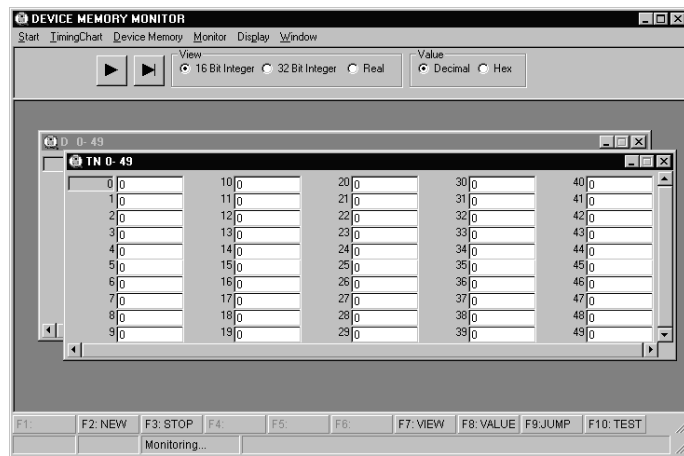 DEVICE MEMORY MONITOR
Start TimingChart Device Memory Monitor Display Window
View
16 Bit Integer 32 Bit Integer Real
Value
Decimal Hex
D 0- 49
TN 0- 49
0 0 10 0 20 0 30 0 40 0
1 0 11 0 21 0 31 0 41 0
2 0 12 0 22 0 32 0 42 0
3 0 13 0 23 0 33 0 43 0
4 0 14 0 24 0 34 0 44 0
5 0 15 0 25 0 35 0 45 0
6 0 16 0 26 0 36 0 46 0
7 0 17 0 27 0 37 0 47 0
8 0 18 0 28 0 38 0 48 0
9 0 19 0 29 0 39 0 49 0
F1: F2: NEW F3: STOP F4: F5: F6: F7: VIEW F8: VALUE F9:JUMP F10: TEST
Monitoring...